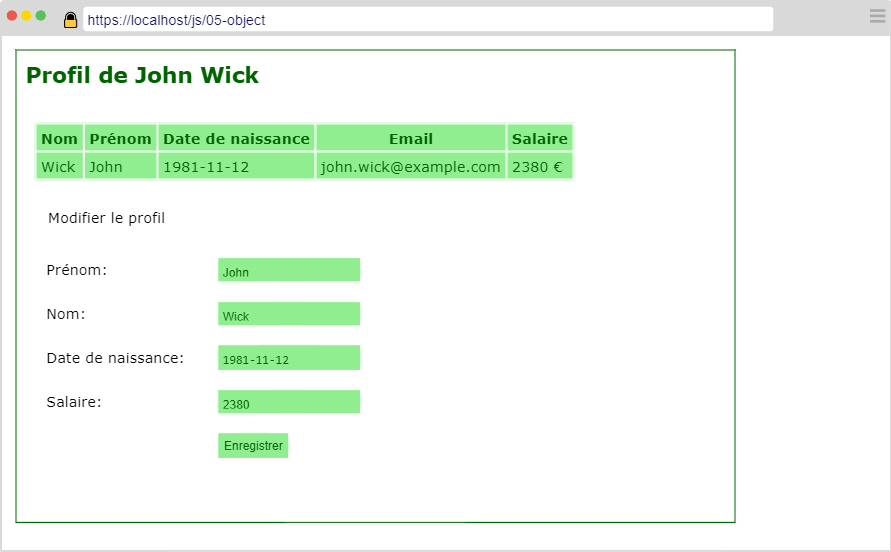 https://localhost/js/05-object
Profil de John Wick
Nom Prénom Date de naissance Email Salaire
Wick John 1981-11-12 john.wick@example.com 2380 €
Modifier le profil
Prénom: John
Nom: Wick
Date de naissance: 1981-11-12
Salaire: 2380
Enregistrer